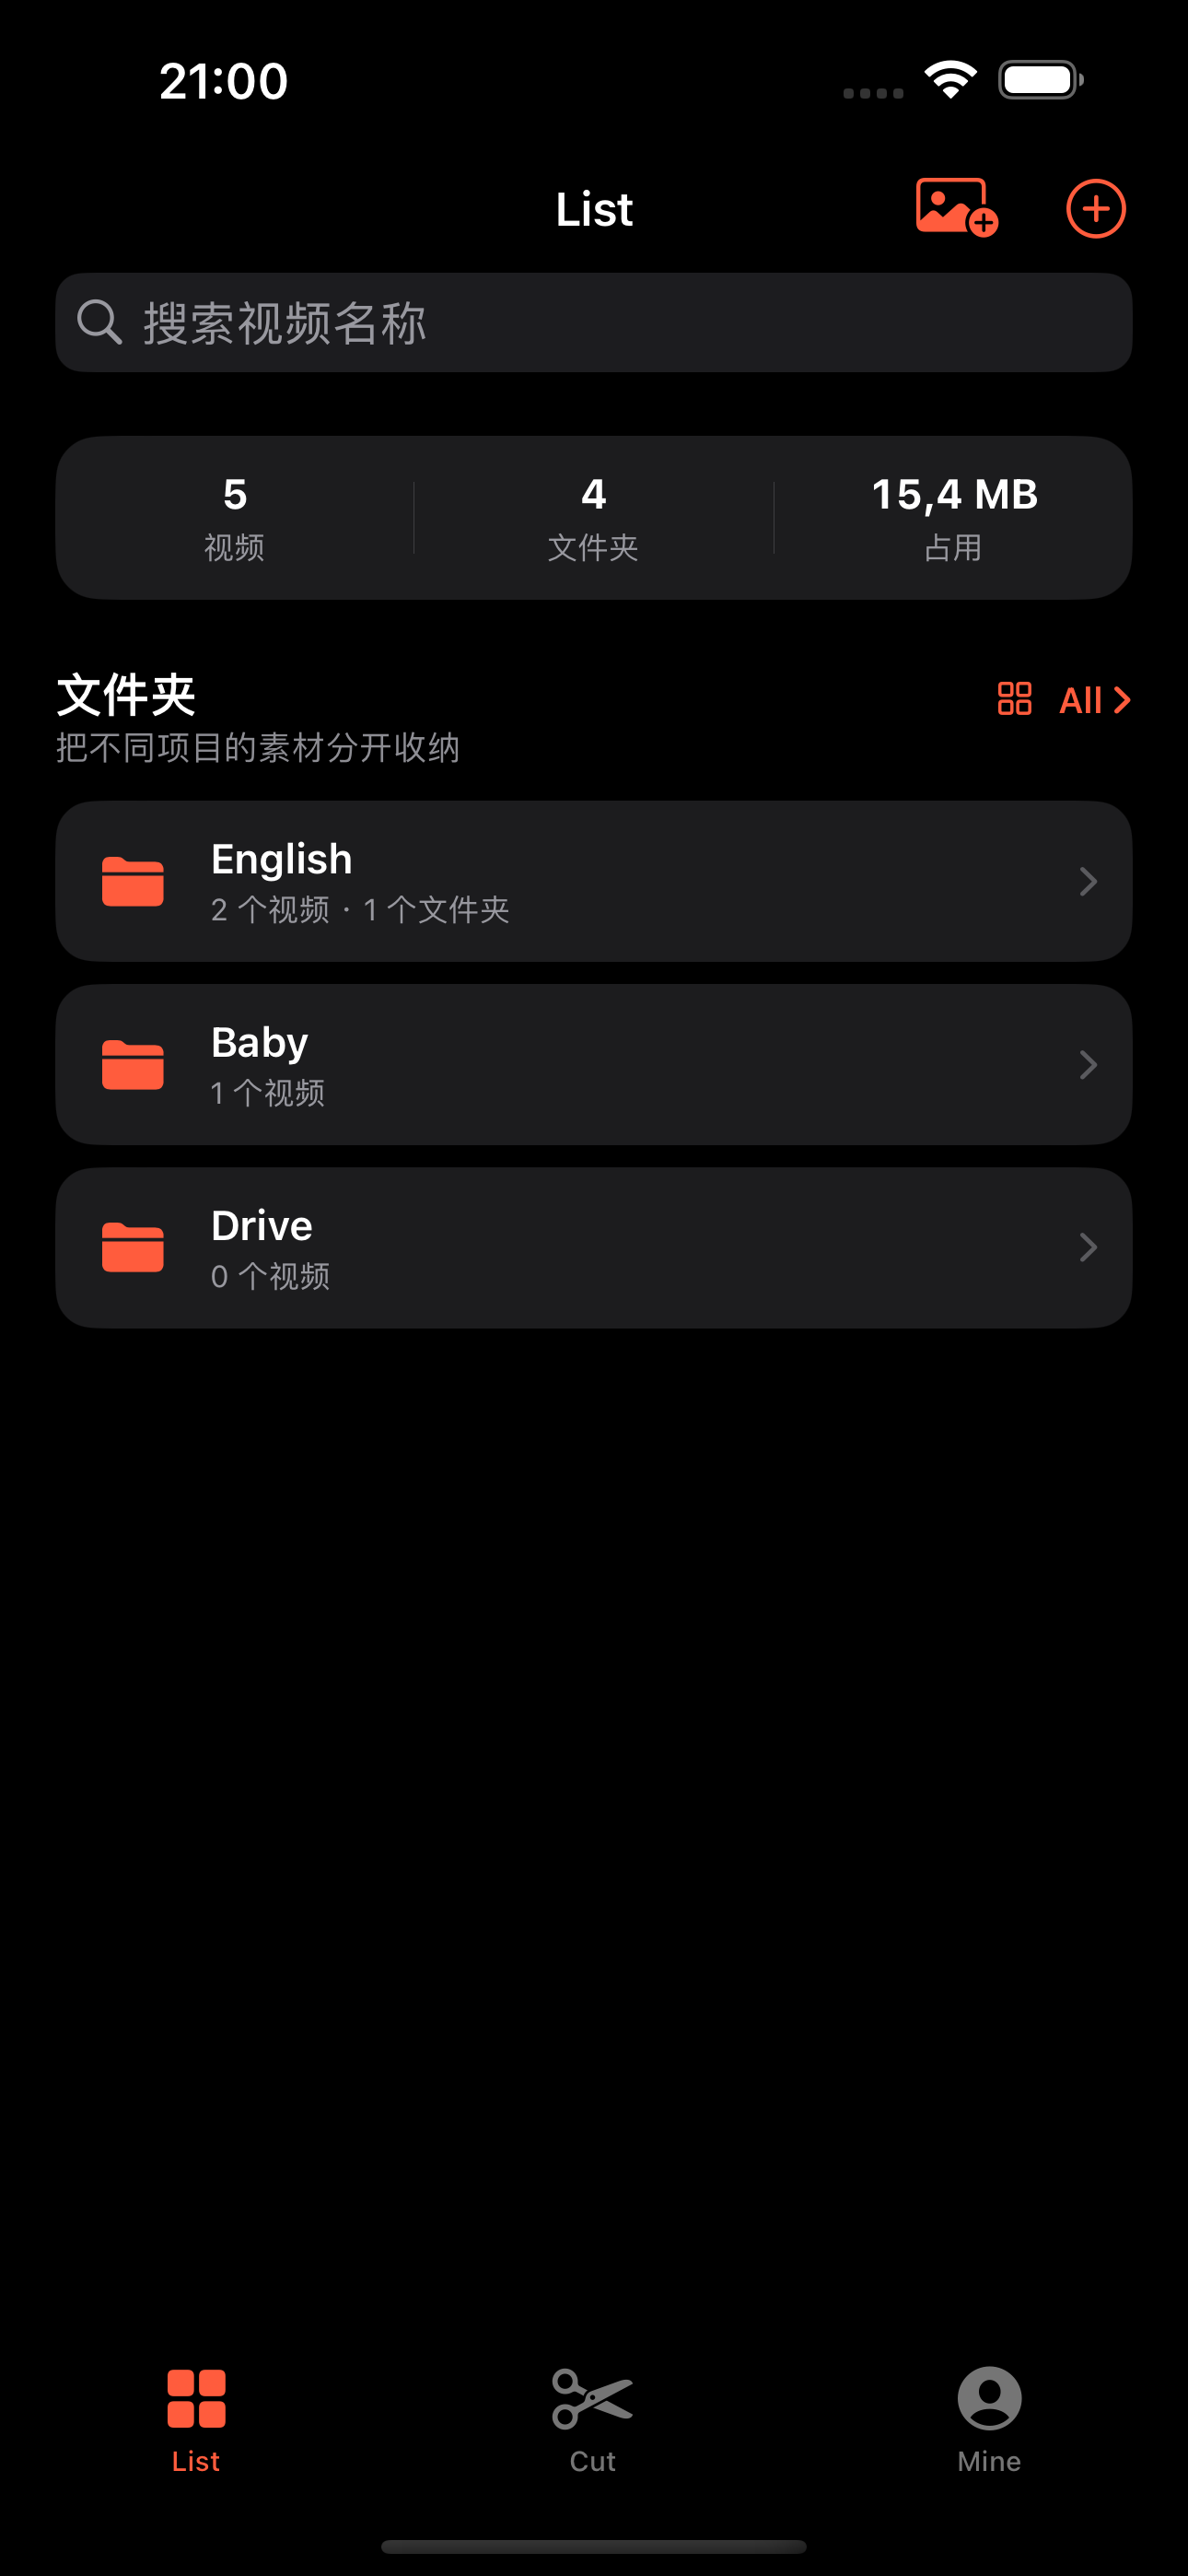 21:00
List
搜索视频名称
5
4
15,4 MB
视频
文件夹
占用
文件夹
All
把不同项目的素材分开收纳
English
2 个视频 · 1 个文件夹
Baby
1 个视频
Drive
0 个视频
List
Cut
Mine